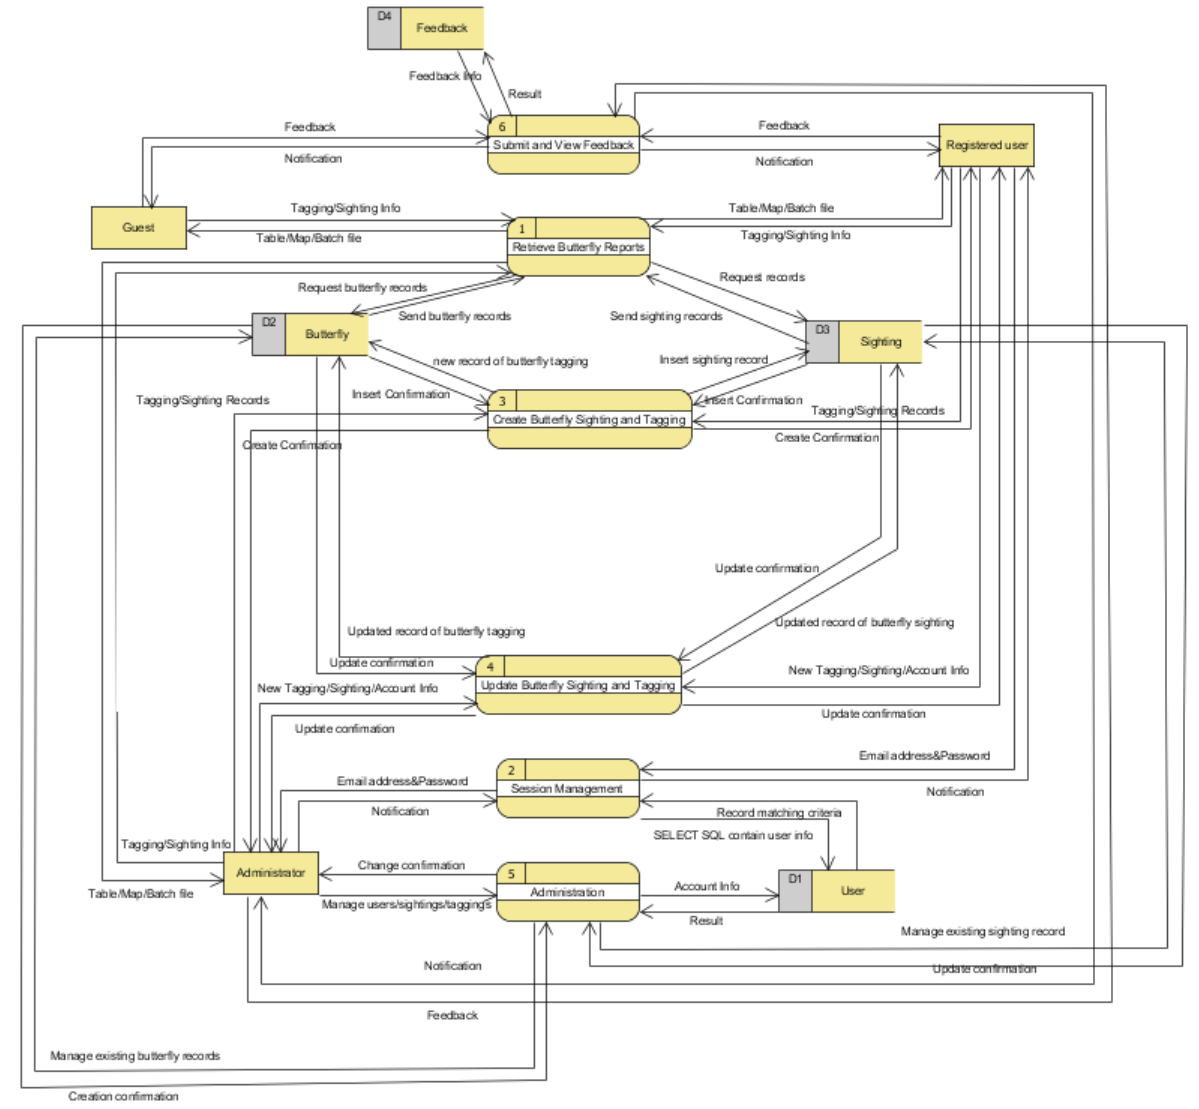 D4
Feedback
Feedback Info
Result
6
Submit and View Feedback
Feedback
Notification
Feedback
Notification
Registered user
Guest
Tagging/Sighting Info
Table/Map/Batch file
1
Retrieve Butterfly Reports
Table/Map/Batch file
Tagging/Sighting Info
Request butterfly records
Send butterfly records
Request records
Send sighting records
D2
Butterfly
D3
Sighting
new record of butterfly tagging
Insert Confirmation
Insert sighting record
Insert Confirmation
3
Create Butterfly Sighting and Tagging
Tagging/Sighting Records
Create Confirmation
Tagging/Sighting Records
Create Confirmation
Update confirmation
Updated record of butterfly sighting
Updated record of butterfly tagging
Update confirmation
4
Update Butterfly Sighting and Tagging
New Tagging/Sighting/Account Info
Update confimation
New Tagging/Sighting/Account Info
Update confirmation
2
Session Management
Email address&Password
Notification
Email address&Password
Notification
Record matching criteria
SELECT SQL contain user info
Tagging/Sighting Info
Administrator
Table/Map/Batch file
Change confirmation
Manage users/sightings/taggings
5
Administration
Account Info
Result
D1
User
Manage existing sighting record
Update confirmation
Notification
Feedback
Manage existing butterfly records
Creation confirmation